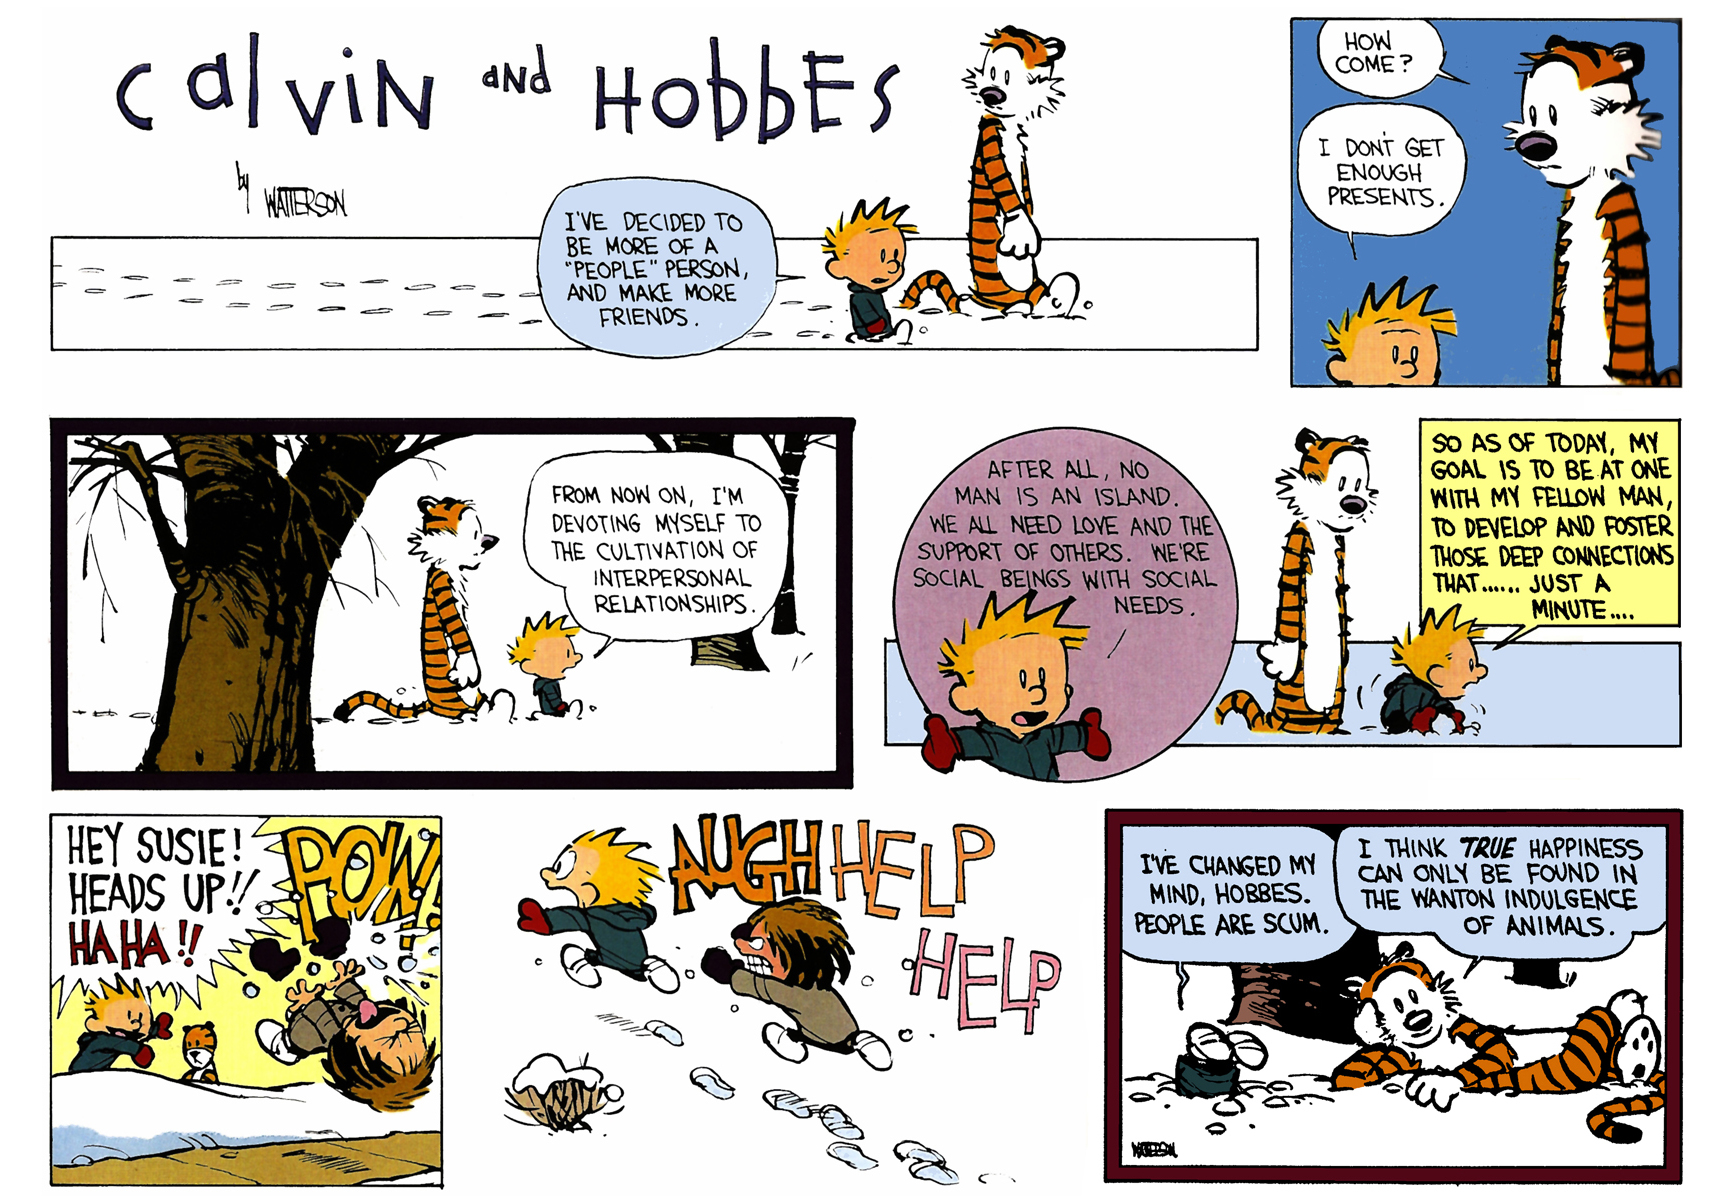 Calvin and Hobbes
by WATTERSON
I'VE DECIDED TO
BE MORE OF A
"PEOPLE" PERSON,
AND MAKE MORE
FRIENDS.
HOW
COME?
I DON'T GET
ENOUGH
PRESENTS.
FROM NOW ON, I'M
DEVOTING MYSELF TO
THE CULTIVATION OF
INTERPERSONAL
RELATIONSHIPS.
AFTER ALL, NO
MAN IS AN ISLAND.
WE ALL NEED LOVE AND THE
SUPPORT OF OTHERS. WE'RE
SOCIAL BEINGS WITH SOCIAL
NEEDS.
SO AS OF TODAY, MY
GOAL IS TO BE AT ONE
WITH MY FELLOW MAN,
TO DEVELOP AND FOSTER
THOSE DEEP CONNECTIONS
THAT...... JUST A
MINUTE....
HEY SUSIE!
HEADS UP!!
HA HA!!
POW!
AUGH HELP
HELP
I'VE CHANGED MY
MIND, HOBBES.
PEOPLE ARE SCUM.
I THINK TRUE HAPPINESS
CAN ONLY BE FOUND IN
THE WANTON INDULGENCE
OF ANIMALS.
WATTERSON